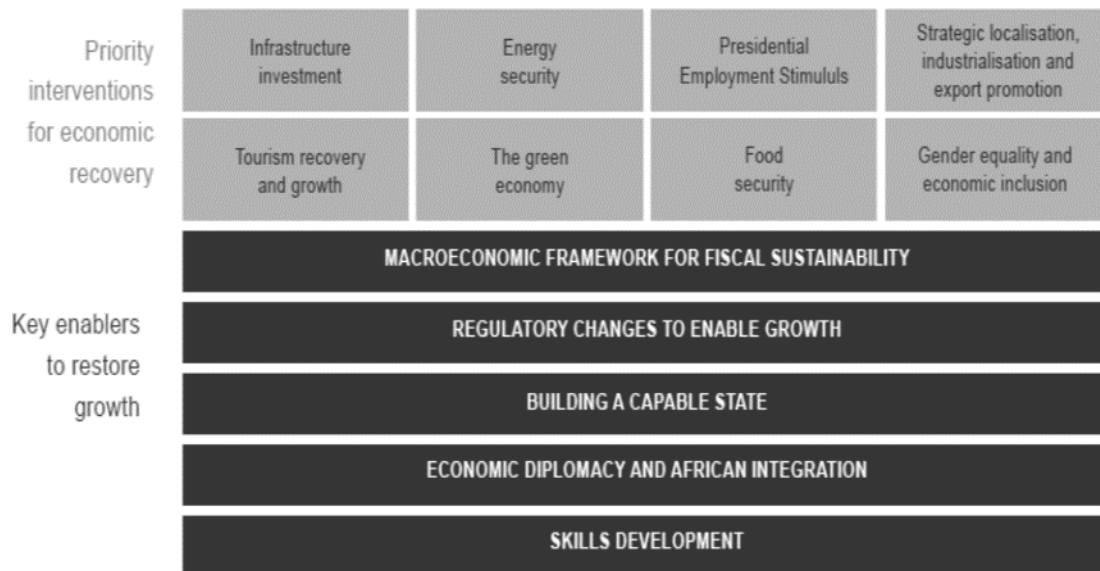 Priority
interventions
for economic
recovery
Infrastructure
investment
Energy
security
Presidential
Employment Stimululs
Strategic localisation,
industrialisation and
export promotion
Tourism recovery
and growth
The green
economy
Food
security
Gender equality and
economic inclusion
Key enablers
to restore
growth
MACROECONOMIC FRAMEWORK FOR FISCAL SUSTAINABILITY
REGULATORY CHANGES TO ENABLE GROWTH
BUILDING A CAPABLE STATE
ECONOMIC DIPLOMACY AND AFRICAN INTEGRATION
SKILLS DEVELOPMENT